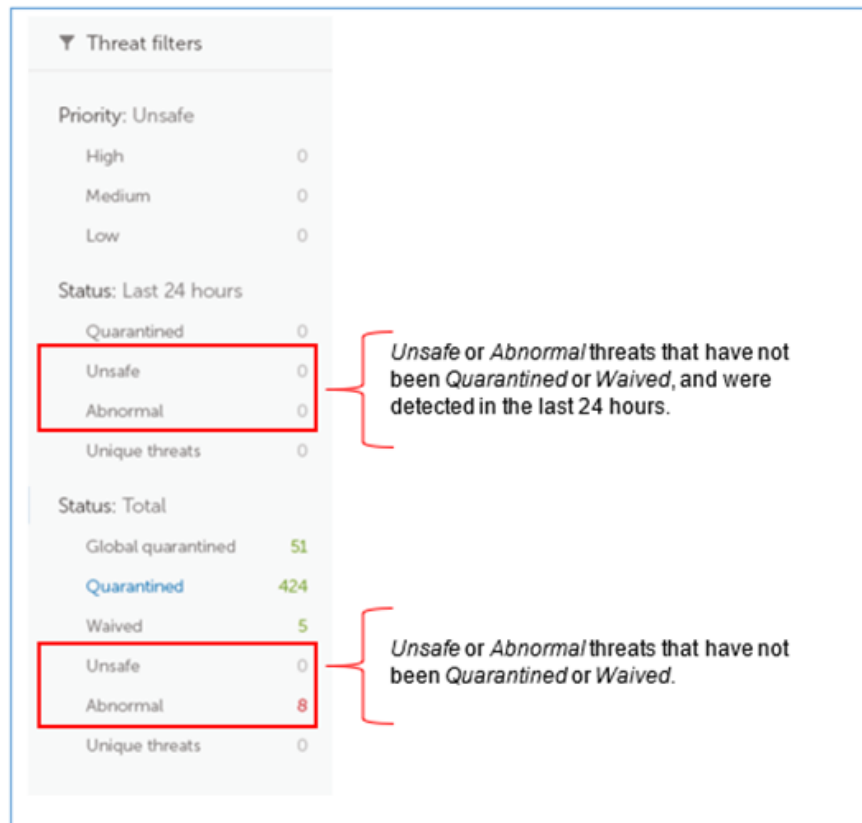 Threat filters
Priority: Unsafe
High 0
Medium 0
Low 0
Status: Last 24 hours
Quarantined 0
Unsafe 0
Abnormal 0
Unique threats 0
Unsafe or Abnormal threats that have not
been Quarantined or Waived, and were
detected in the last 24 hours.
Status: Total
Global quarantined 51
Quarantined 424
Waived 5
Unsafe 0
Abnormal 8
Unique threats 0
Unsafe or Abnormal threats that have not
been Quarantined or Waived.